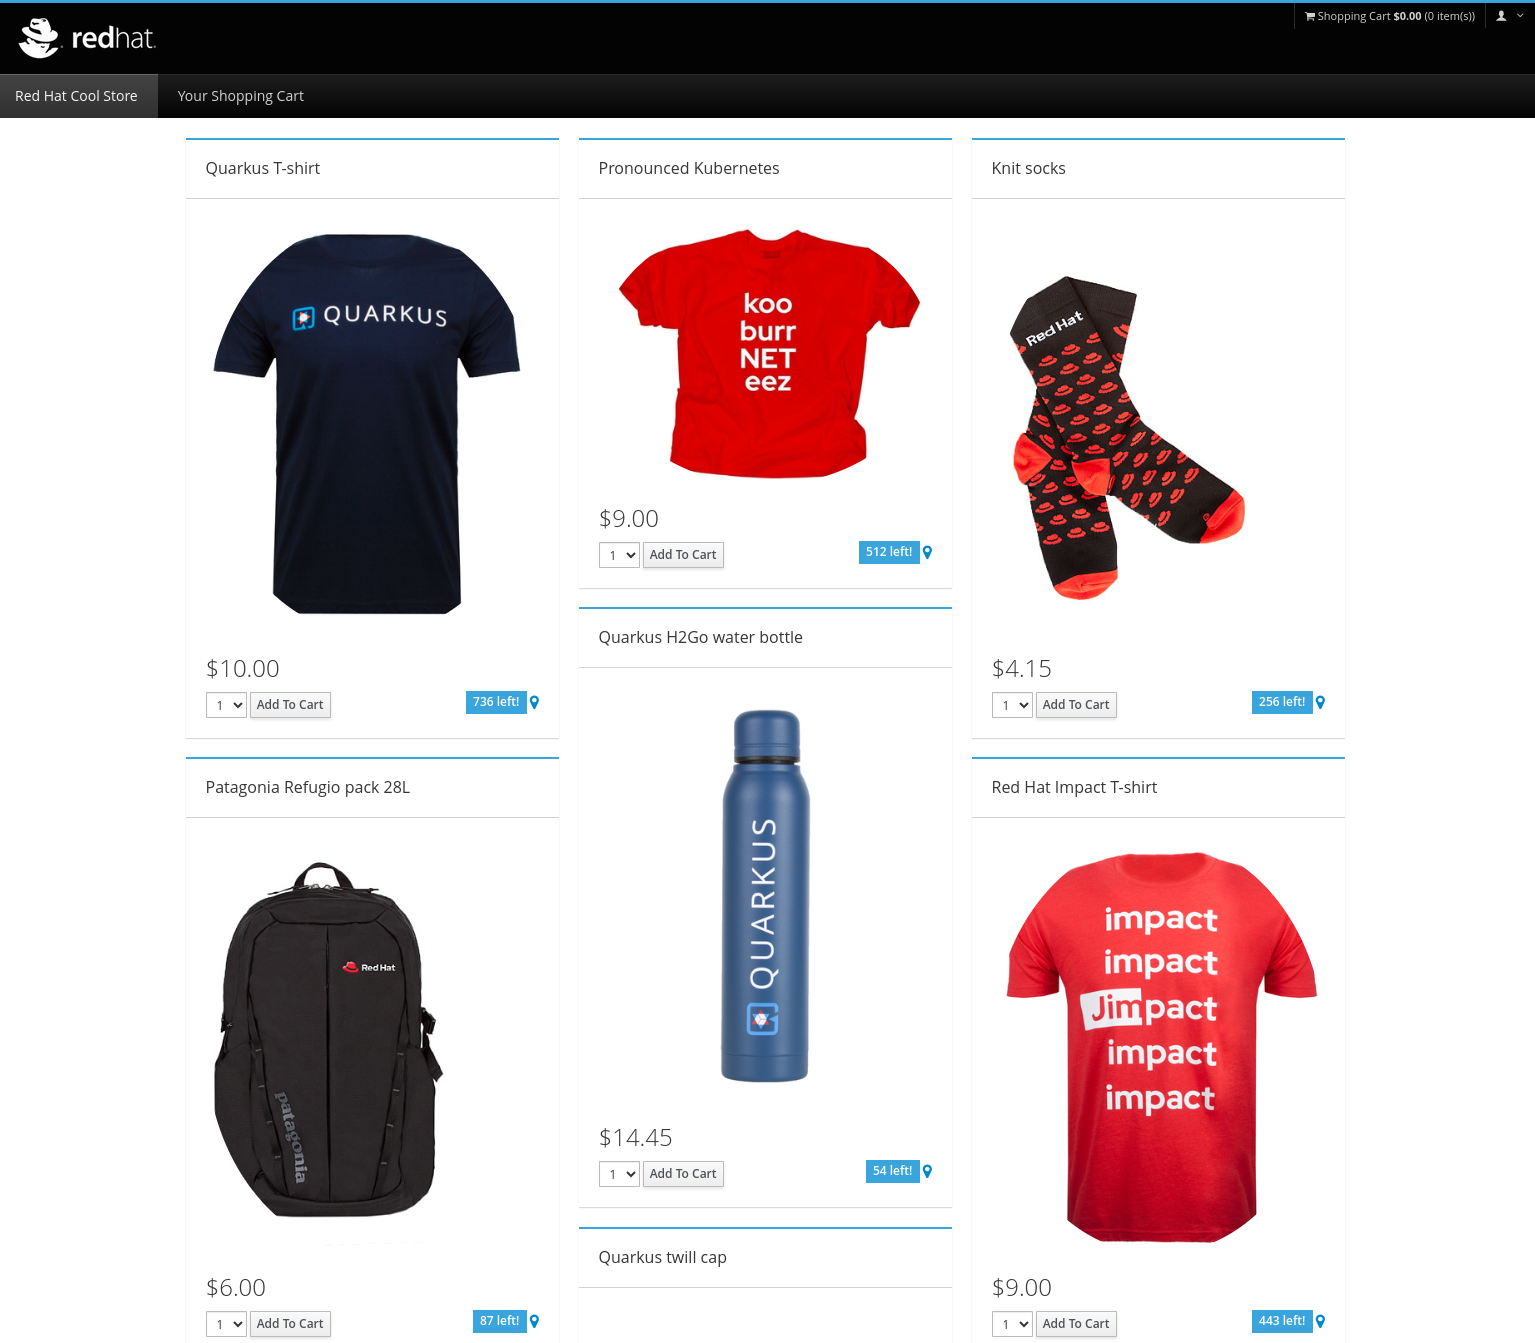 redhat.
Shopping Cart $0.00 (0 item(s))
Red Hat Cool Store
Your Shopping Cart
Quarkus T-shirt
QUARKUS
$10.00
1
Add To Cart
736 left!
Pronounced Kubernetes
koo
burr
NET
eez
$9.00
1
Add To Cart
512 left!
Knit socks
Red Hat
$4.15
1
Add To Cart
256 left!
Patagonia Refugio pack 28L
Red Hat
patagonia
$6.00
1
Add To Cart
87 left!
Quarkus H2Go water bottle
QUARKUS
$14.45
1
Add To Cart
54 left!
Red Hat Impact T-shirt
impact
impact
Jimpact
impact
impact
$9.00
1
Add To Cart
443 left!
Quarkus twill cap